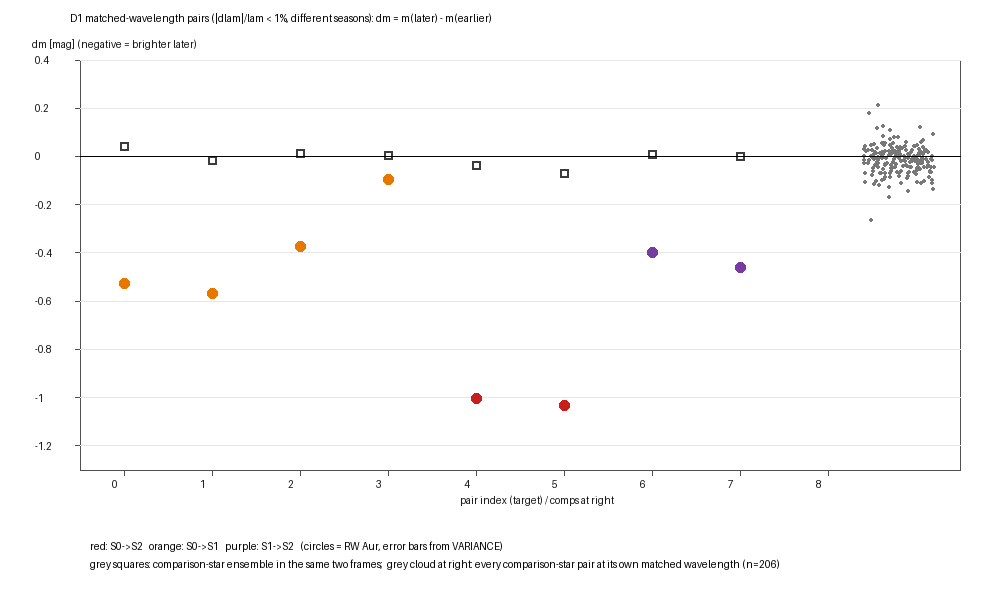 D1 matched-wavelength pairs (|dlam|/lam < 1%, different seasons): dm = m(later) - m(earlier)
dm [mag] (negative = brighter later)
0.4
0.2
0
-0.2
-0.4
-0.6
-0.8
-1
-1.2
0 1 2 3 4 5 6 7 8
pair index (target) / comps at right
red: S0->S2 orange: S0->S1 purple: S1->S2 (circles = RW Aur, error bars from VARIANCE)
grey squares: comparison-star ensemble in the same two frames; grey cloud at right: every comparison-star pair at its own matched wavelength (n=206)